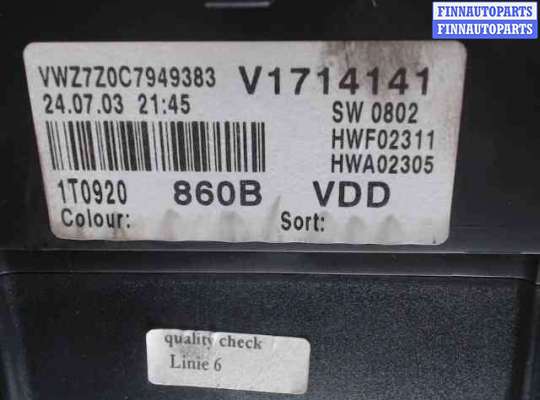 FINNAUTOPARTS
FINNAUTOPARTS
VWZ7Z0C7949383 V1714141
24.07.03 21:45 SW 0802
HWF02311
HWA02305
1T0920 860B VDD
Colour: Sort:
quality check
Linie 6